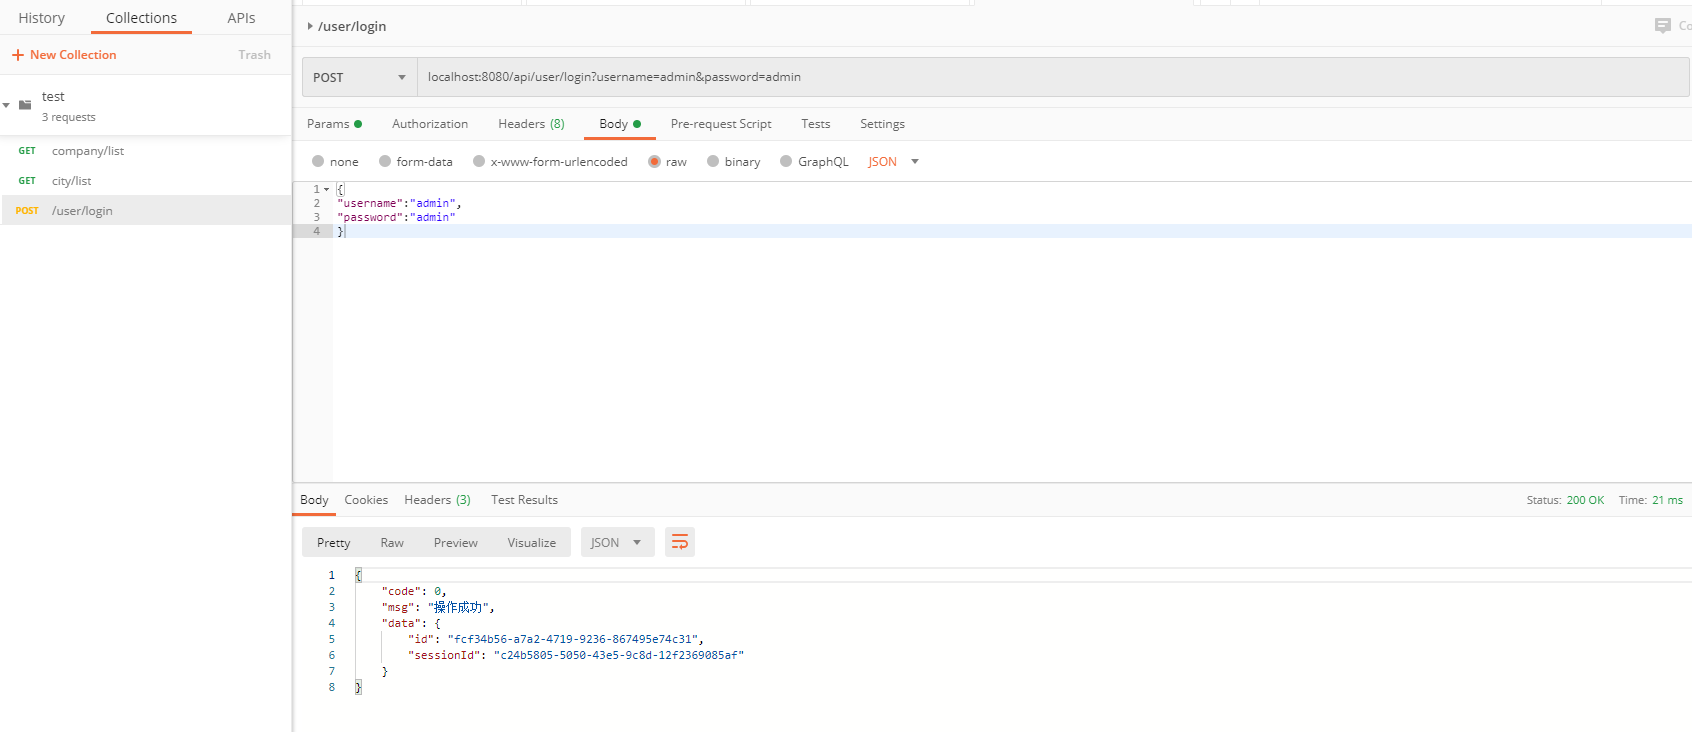 History Collections APIs
+ New Collection Trash
test
3 requests
GET company/list
GET city/list
POST /user/login
/user/login
POST localhost:8080/api/user/login?username=admin&password=admin
Params Authorization Headers (8) Body Pre-request Script Tests Settings
none form-data x-www-form-urlencoded raw binary GraphQL JSON
1 {
2 "username":"admin",
3 "password":"admin"
4 }
Body Cookies Headers (3) Test Results Status: 200 OK Time: 21 ms
Pretty Raw Preview Visualize JSON
1 {
2 "code": 0,
3 "msg": "操作成功",
4 "data": {
5 "id": "fcf34b56-a7a2-4719-9236-867495e74c31",
6 "sessionId": "c24b5805-5050-43e5-9c8d-12f2369085af"
7 }
8 }